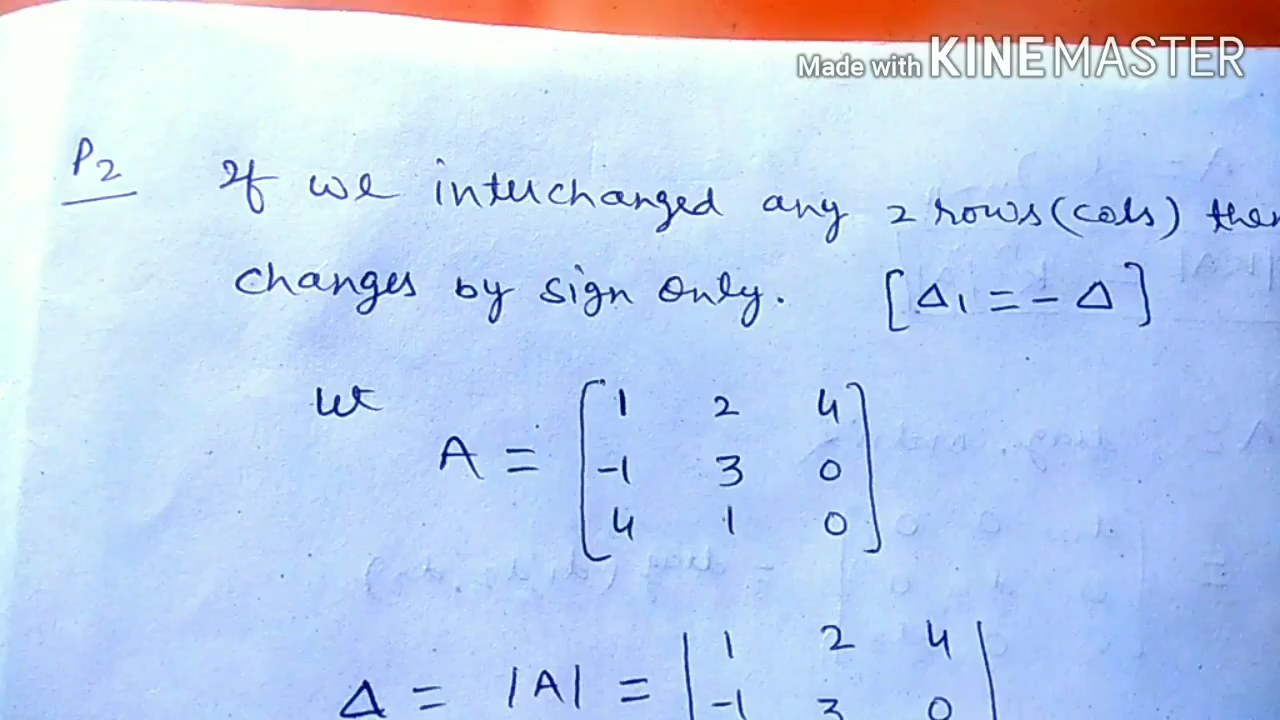 Made with KINEMASTER
P2 If we interchanged any 2 rows (cols) then
changes by sign only. [Δ1 = - Δ]
let
A = [1 2 4
-1 3 0
4 1 0]
Δ = |A| = |1 2 4
-1 3 0|